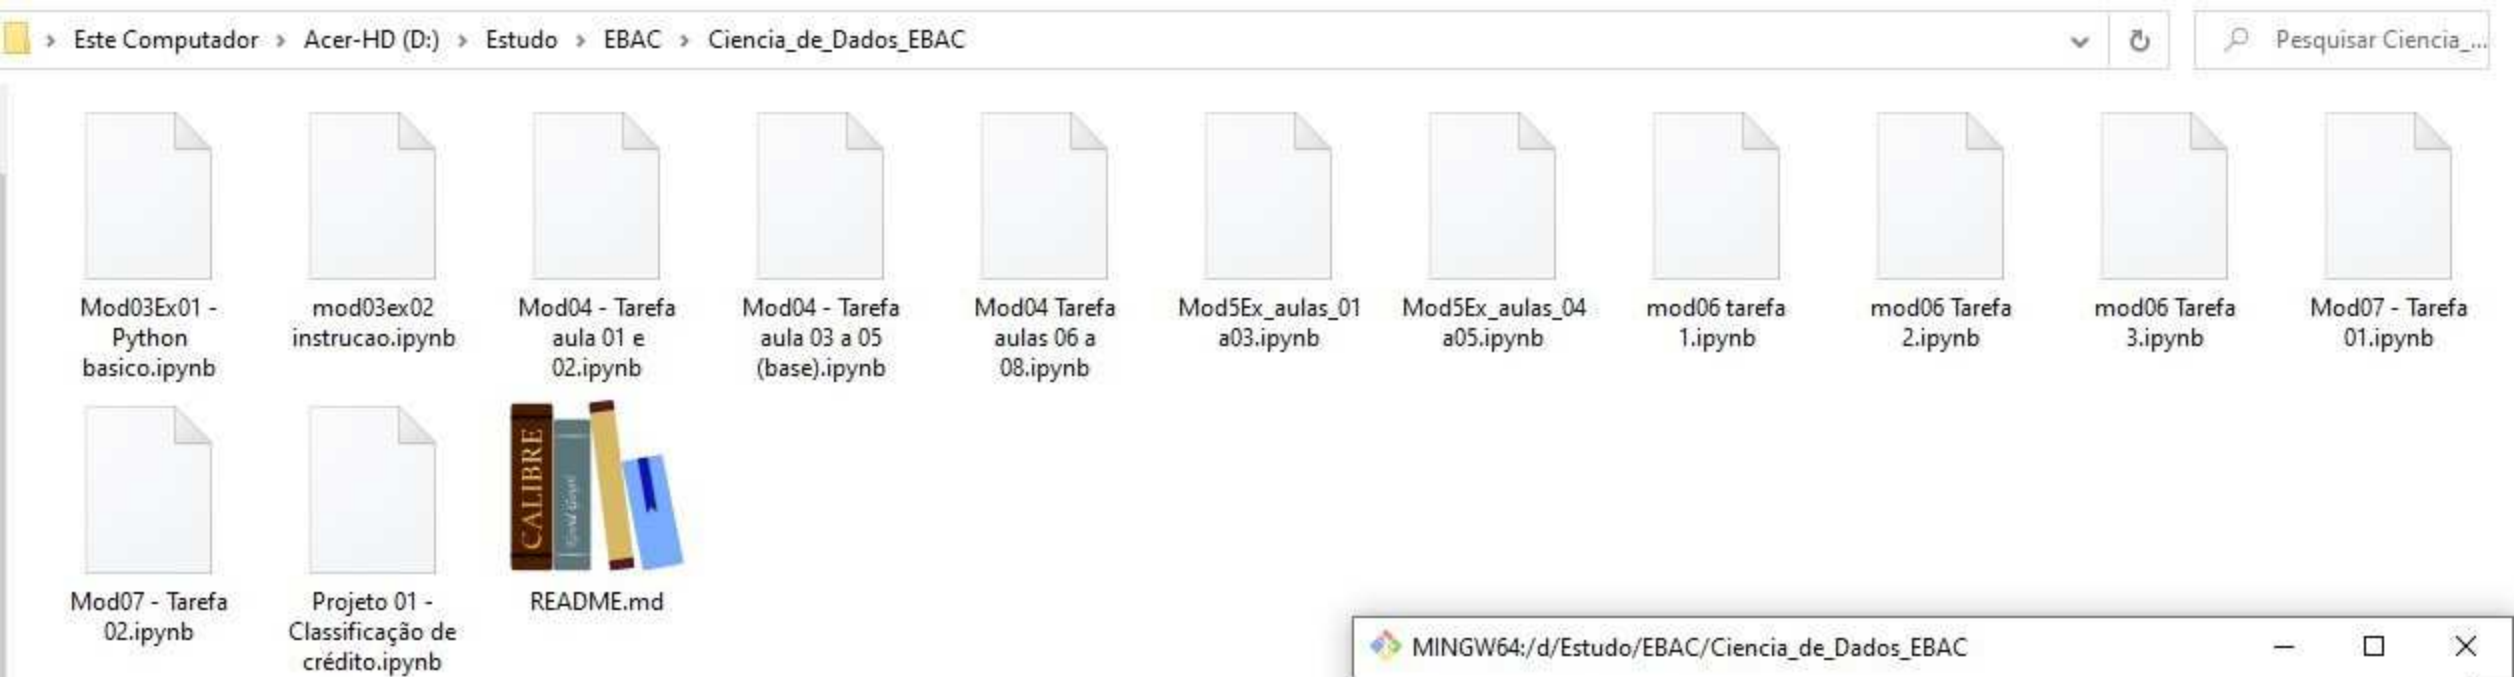 Este Computador > Acer-HD (D:) > Estudo > EBAC > Ciencia_de_Dados_EBAC
Pesquisar Ciencia_...
Mod03Ex01 -
Python
basico.ipynb
mod03ex02
instrucao.ipynb
Mod04 - Tarefa
aula 01 e
02.ipynb
Mod04 - Tarefa
aula 03 a 05
(base).ipynb
Mod04 Tarefa
aulas 06 a
08.ipynb
Mod5Ex_aulas_01
a03.ipynb
Mod5Ex_aulas_04
a05.ipynb
mod06 tarefa
1.ipynb
mod06 Tarefa
2.ipynb
mod06 Tarefa
3.ipynb
Mod07 - Tarefa
01.ipynb
Mod07 - Tarefa
02.ipynb
Projeto 01 -
Classificação de
crédito.ipynb
CALIBRE
README.md
MINGW64:/d/Estudo/EBAC/Ciencia_de_Dados_EBAC